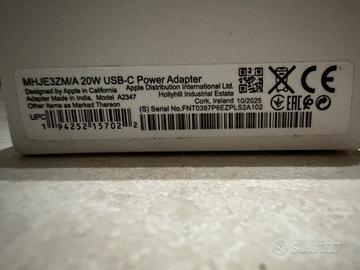 MHJE3ZM/A 20W USB-C Power Adapter
Designed by Apple in California
Adapter Made in India, Model A2347
Other Items as Marked Thereon
Apple Distribution International Ltd.
Hollyhill Industrial Estate
Cork, Ireland 10/2025
(S) Serial No. FNT0397P6EZPLS2A102
UPC
1 94252 15702 2
EAC
subito